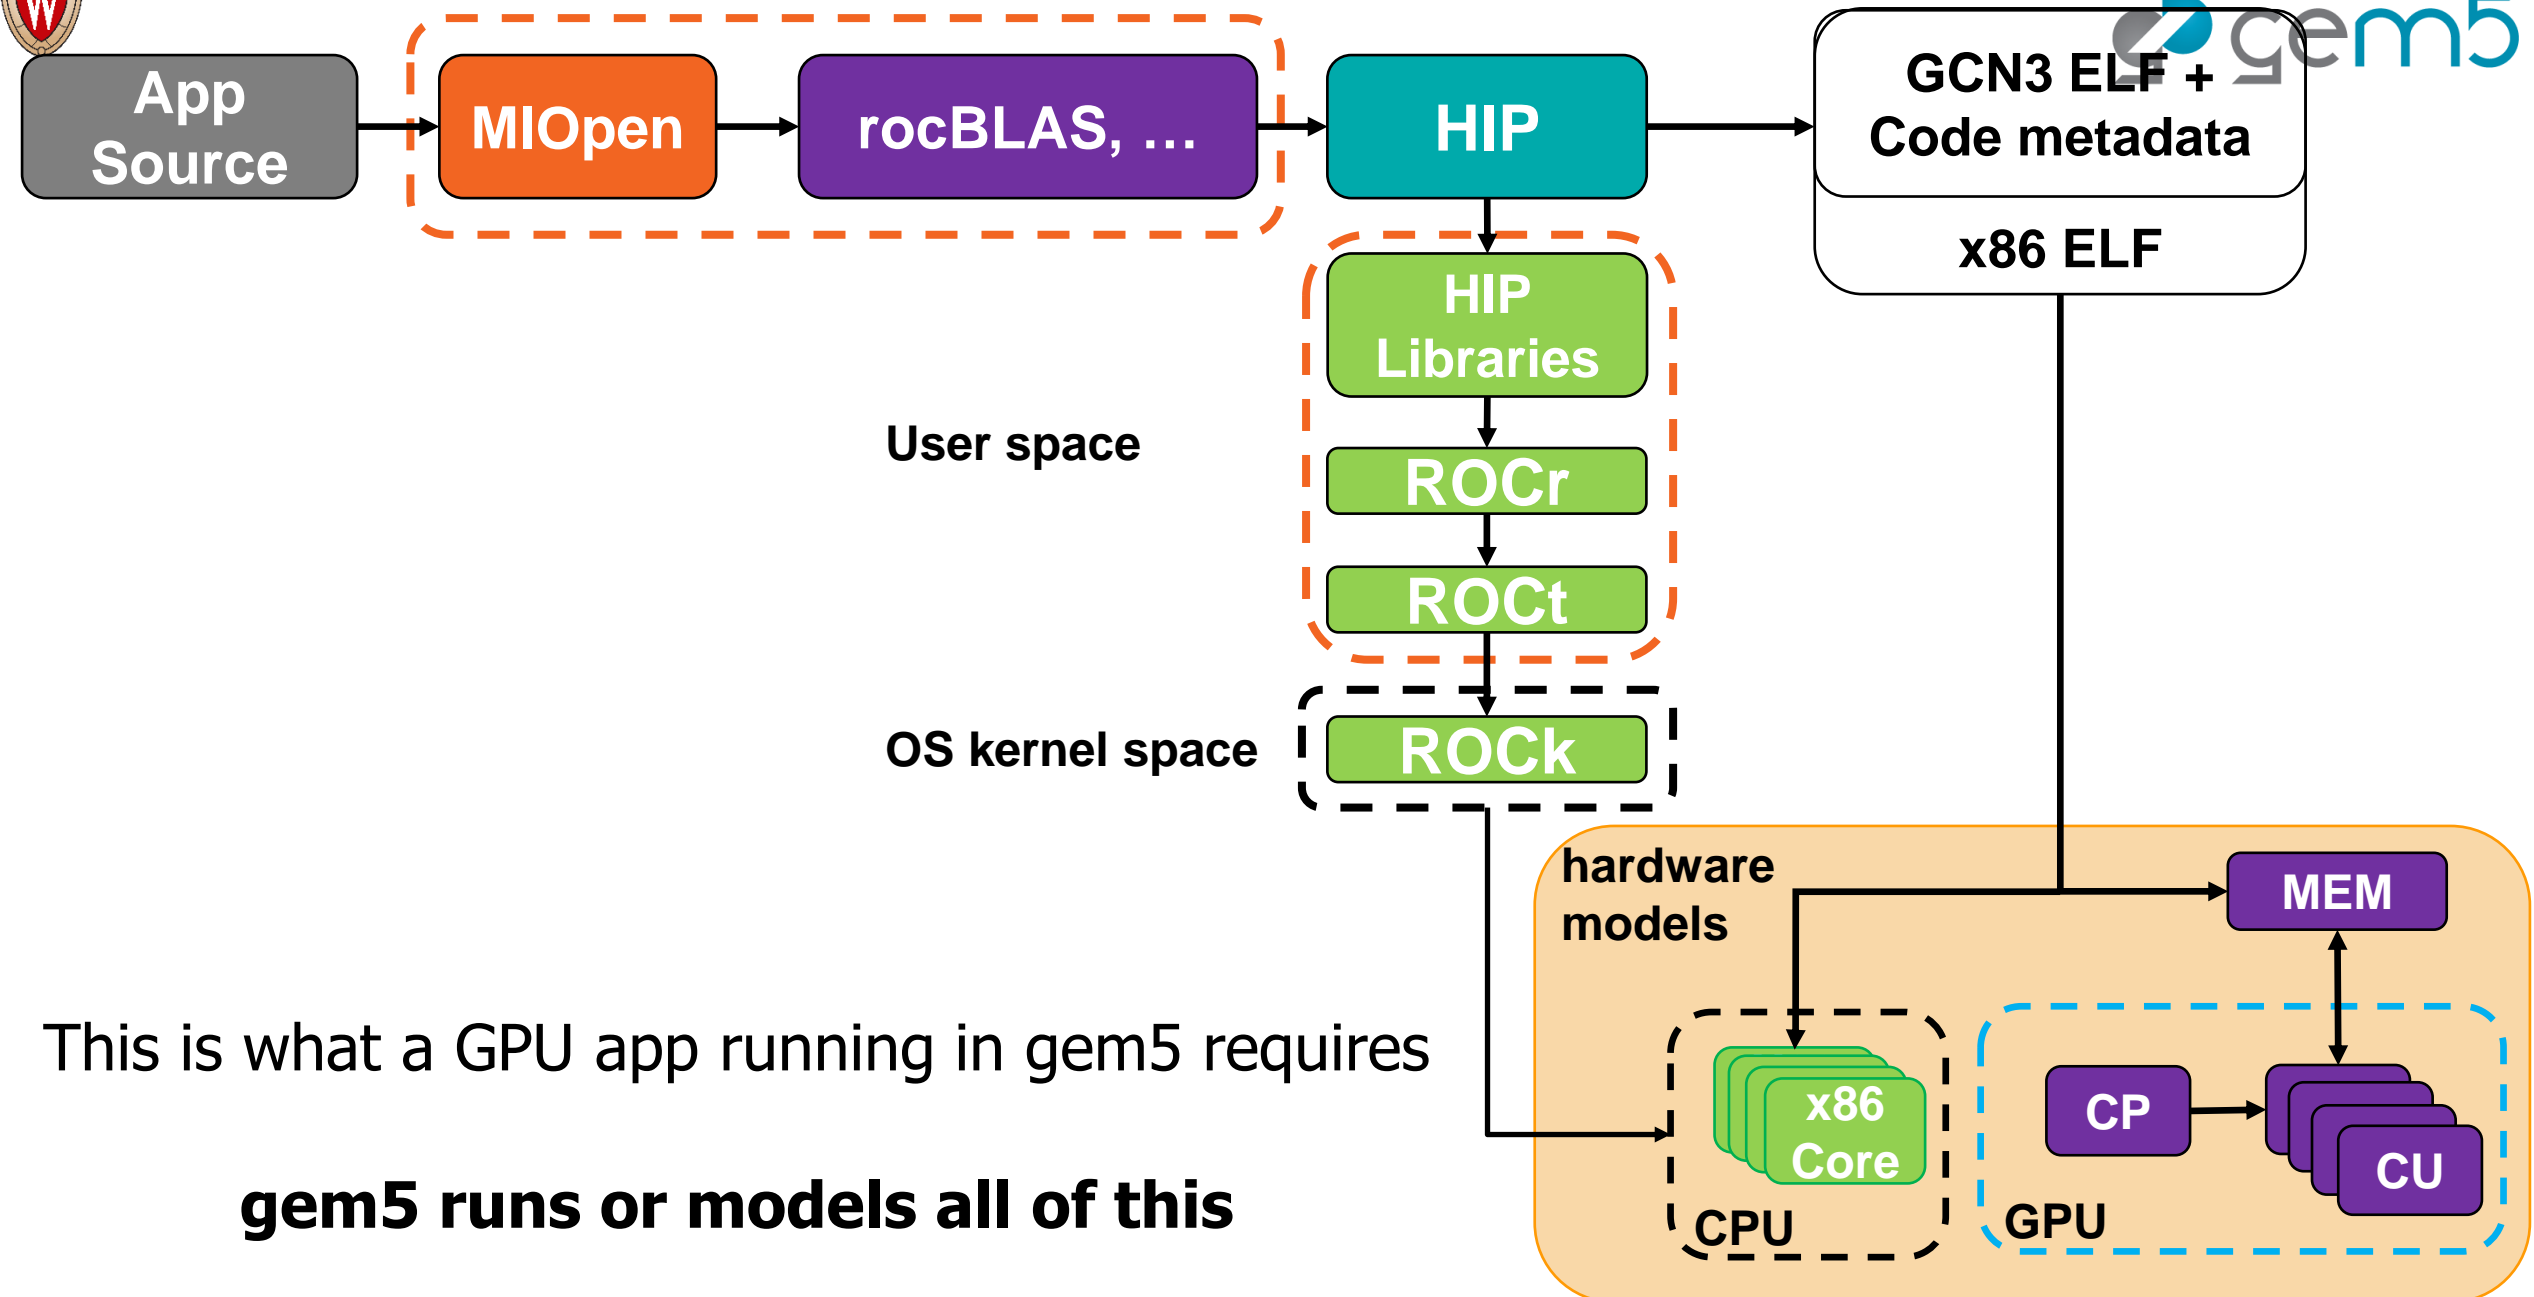 W
gem5
App
Source
MIOpen
rocBLAS, ...
HIP
GCN3 ELF +
Code metadata
x86 ELF
HIP
Libraries
User space
ROCr
ROCt
OS kernel space
ROCk
hardware
models
MEM
This is what a GPU app running in gem5 requires
x86
Core
CP
CU
gem5 runs or models all of this
CPU
GPU